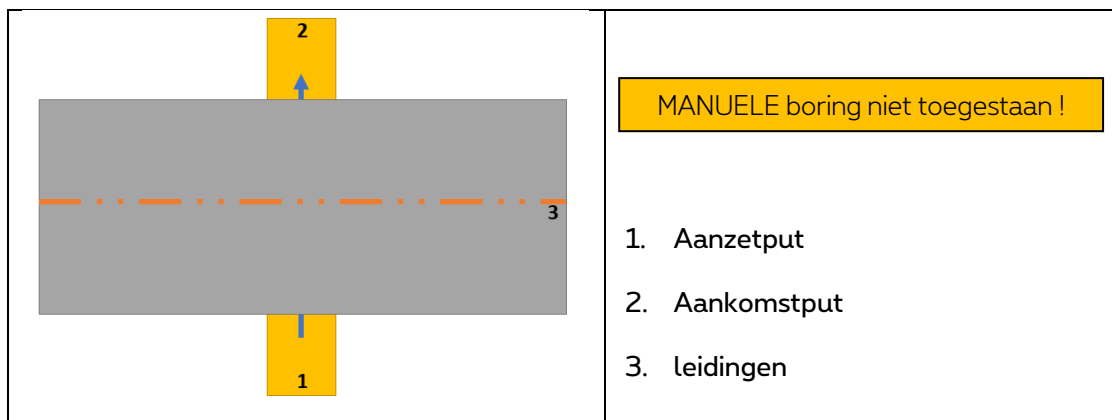 2
3
1
MANUELE boring niet toegestaan !
1. Aanzetput
2. Aankomstput
3. leidingen